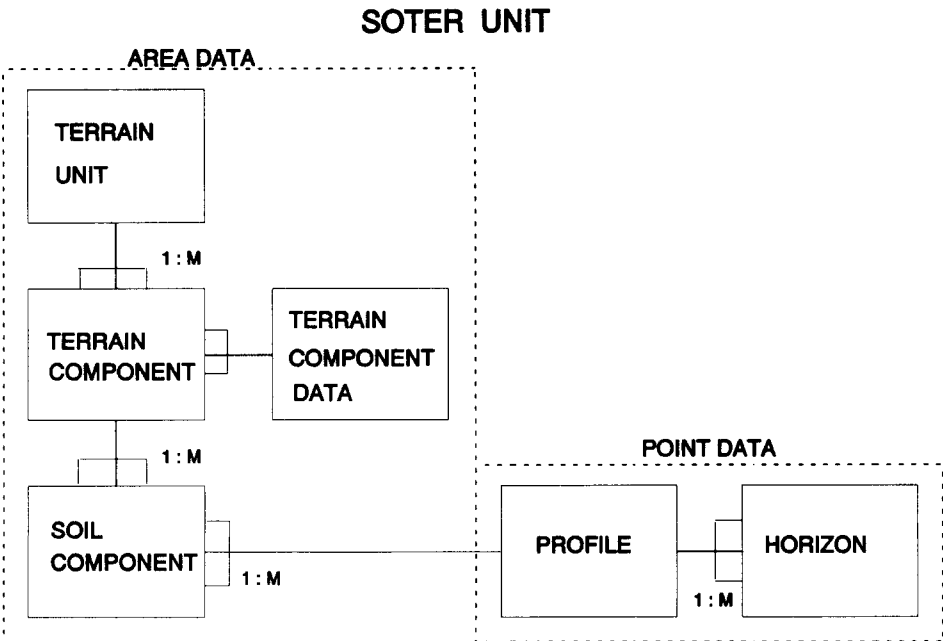 SOTER UNIT
AREA DATA
TERRAIN
UNIT
1 : M
TERRAIN
COMPONENT
TERRAIN
COMPONENT
DATA
1 : M
POINT DATA
SOIL
COMPONENT
1 : M
PROFILE
HORIZON
1 : M